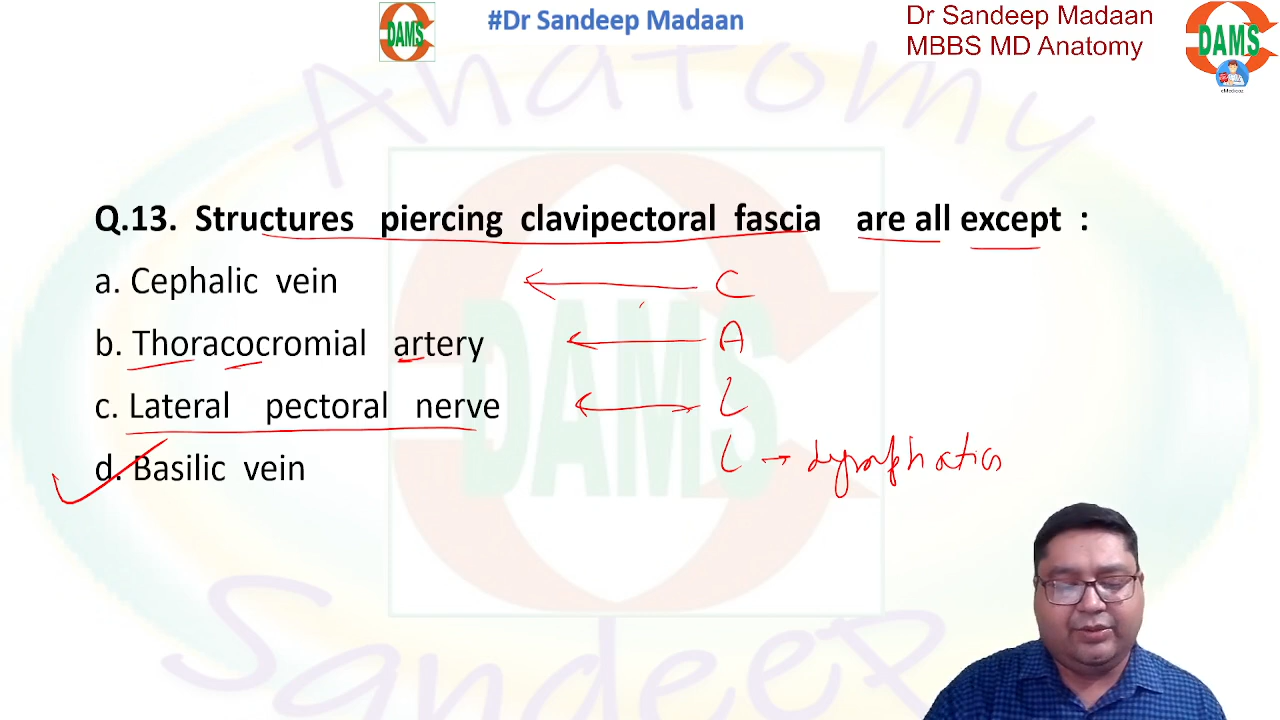 #Dr Sandeep Madaan
Dr Sandeep Madaan
MBBS MD Anatomy
DAMS
DAMS
eMedicoz
Anatomy
Q.13. Structures piercing clavipectoral fascia are all except :
a. Cephalic vein
C
b. Thoracocromial artery
A
c. Lateral pectoral nerve
L
d. Basilic vein
L → lymphatics
DAMS
Sandeep